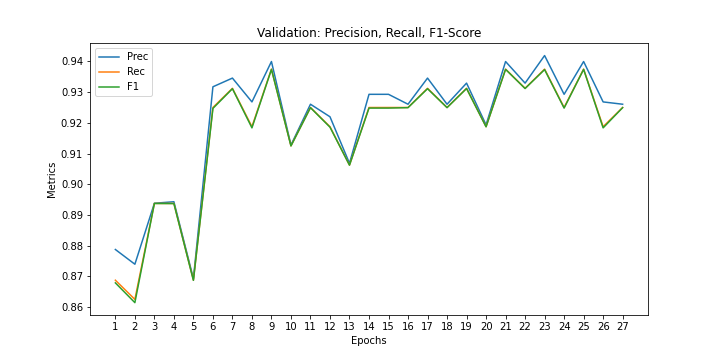 Validation: Precision, Recall, F1-Score
Prec
Rec
F1
Metrics
0.94
0.93
0.92
0.91
0.90
0.89
0.88
0.87
0.86
1 2 3 4 5 6 7 8 9 10 11 12 13 14 15 16 17 18 19 20 21 22 23 24 25 26 27
Epochs